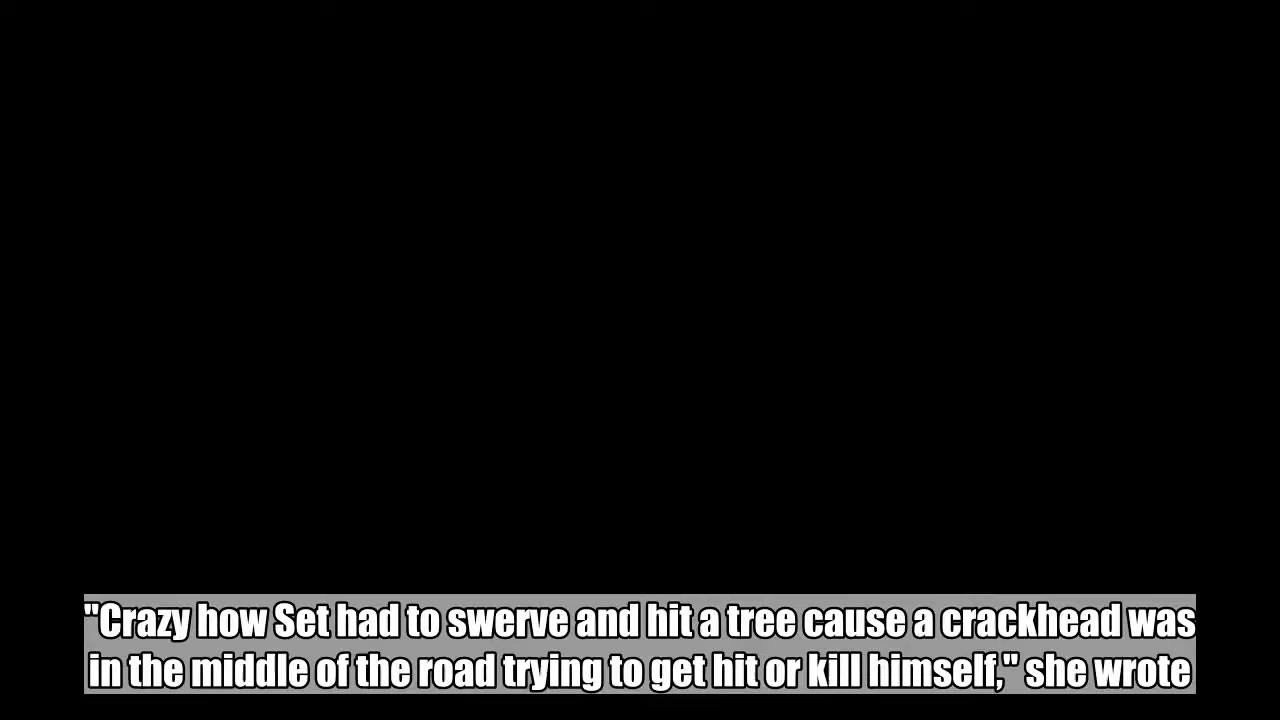 "Crazy how Set had to swerve and hit a tree cause a crackhead was
in the middle of the road trying to get hit or kill himself," she wrote